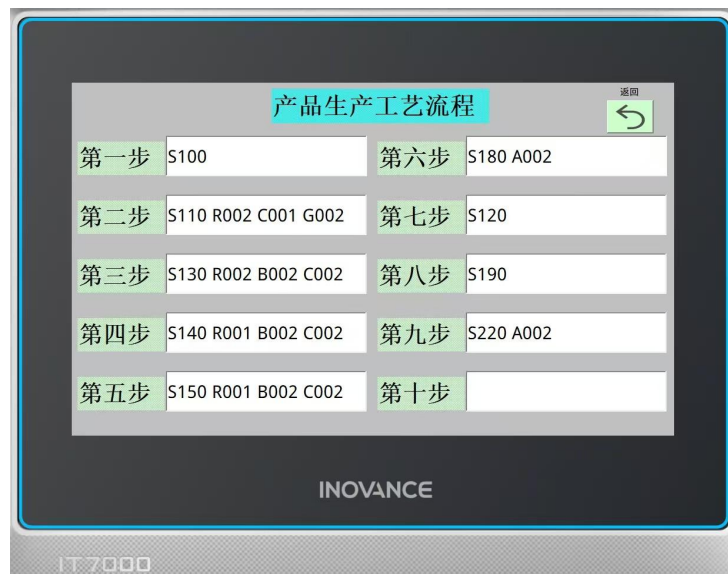 产品生产工艺流程
返回
第一步 S100
第二步 S110 R002 C001 G002
第三步 S130 R002 B002 C002
第四步 S140 R001 B002 C002
第五步 S150 R001 B002 C002
第六步 S180 A002
第七步 S120
第八步 S190
第九步 S220 A002
第十步
INOVANCE
IT7000